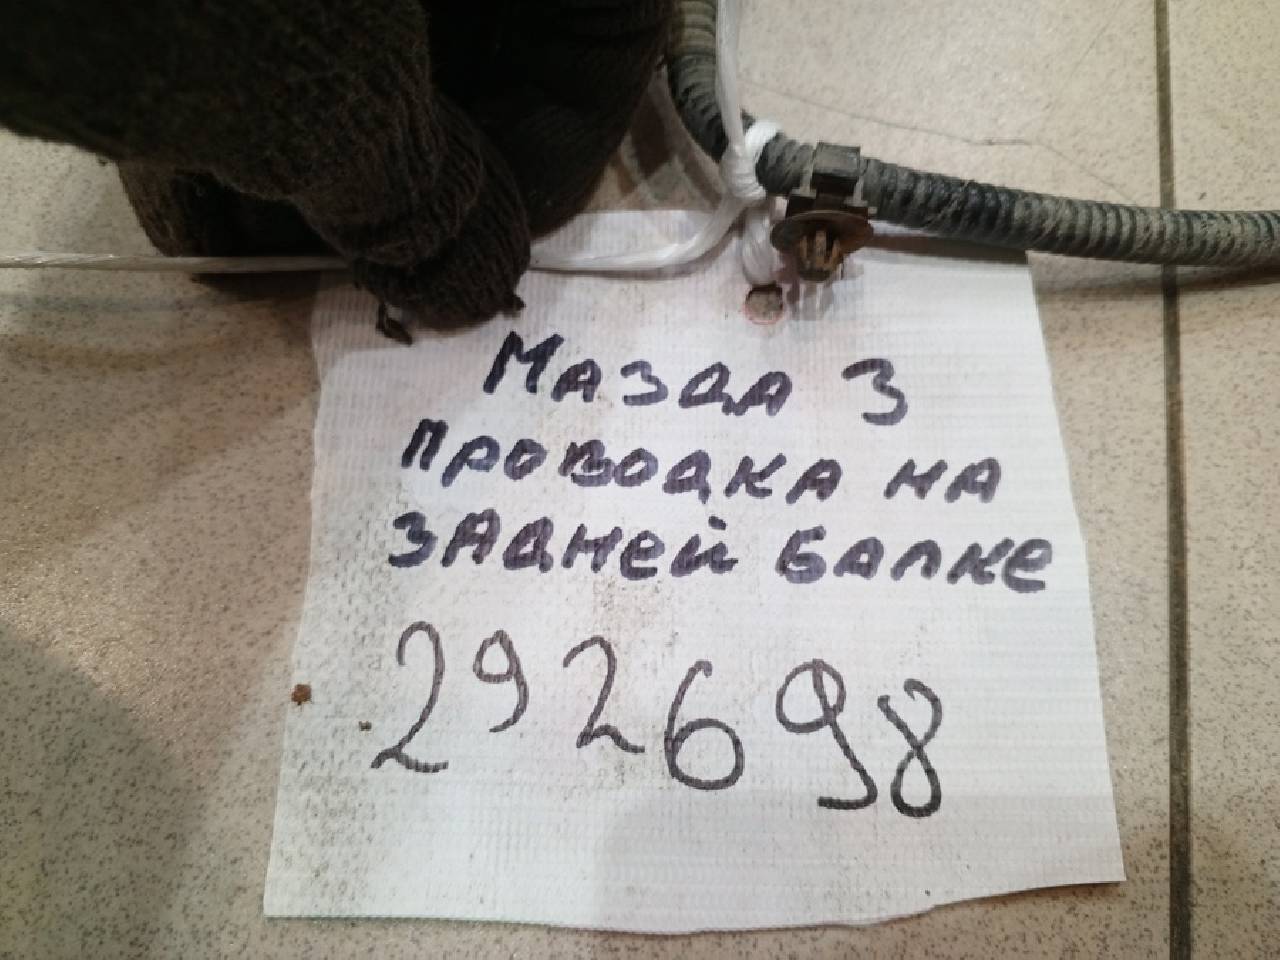 Мазда 3
проводка на
задней балке
292698